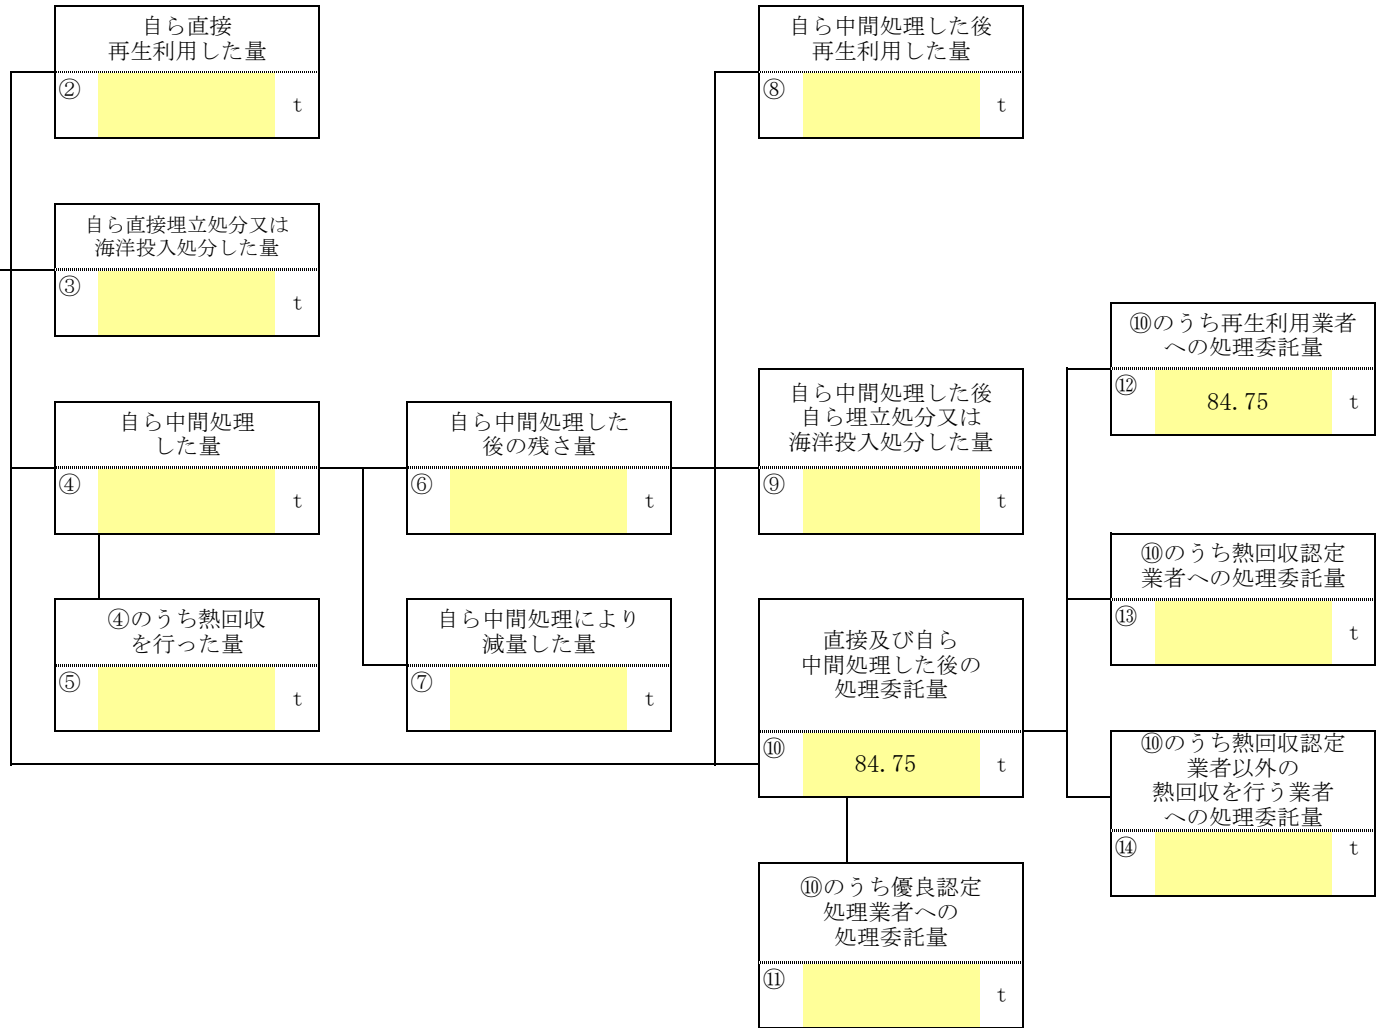 自ら直接
再生利用した量
②
t
自ら中間処理した後
再生利用した量
⑧
t
自ら直接埋立処分又は
海洋投入処分した量
③
t
⑩のうち再生利用業者
への処理委託量
⑫
84.75
t
自ら中間処理
した量
④
t
自ら中間処理した
後の残さ量
⑥
t
自ら中間処理した後
自ら埋立処分又は
海洋投入処分した量
⑨
t
⑩のうち熱回収認定
業者への処理委託量
⑬
t
④のうち熱回収
を行った量
⑤
t
自ら中間処理により
減量した量
⑦
t
直接及び自ら
中間処理した後の
処理委託量
⑩
84.75
t
⑩のうち熱回収認定
業者以外の
熱回収を行う業者
への処理委託量
⑭
t
⑩のうち優良認定
処理業者への
処理委託量
⑪
t